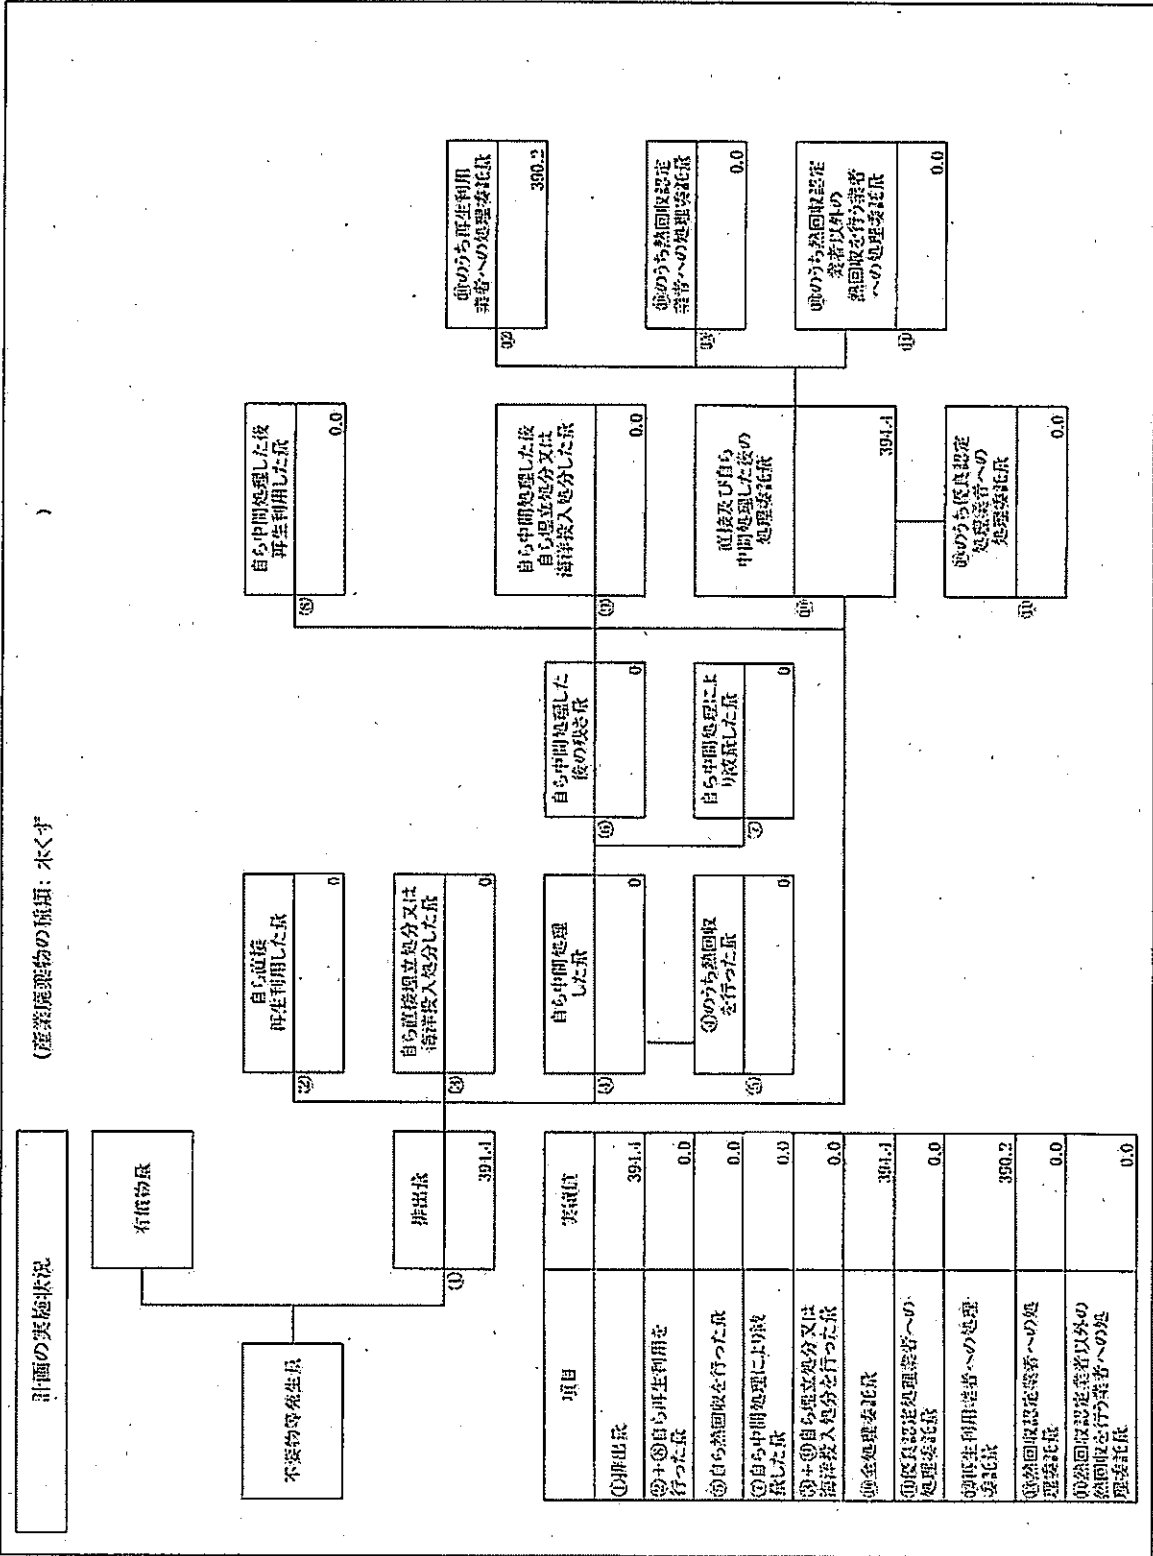 計画の実施状況
(産業廃棄物の種類: 木くず
)
不要物等発生量
有償物量
①
排出量
394.4
②
自ら直接
再生利用した量
0
③
自ら直接埋立処分又は
海洋投入処分した量
0
④
自ら中間処理
した量
0
⑤
④のうち熱回収
を行った量
0
⑥
自ら中間処理した
後の残さ量
0
⑦
自ら中間処理によ
り減量した量
0
⑧
自ら中間処理した後
再生利用した量
0.0
⑨
自ら中間処理した後
自ら埋立処分又は
海洋投入処分した量
0.0
⑩
直接及び自ら
中間処理した後の
処理委託量
394.4
⑪
⑩のうち優良認定
処理業者への
処理委託量
0.0
⑫
⑩のうち再生利用
業者への処理委託量
390.2
⑬
⑩のうち熱回収認定
業者への処理委託量
0.0
⑭
⑩のうち熱回収認定
業者以外の
熱回収を行う業者
への処理委託量
0.0
項目
実績値
①排出量
394.4
②+⑧自ら再生利用を
行った量
0.0
⑤自ら熱回収を行った量
0.0
⑦自ら中間処理により減
量した量
0.0
③+⑨自ら埋立処分又は
海洋投入処分を行った量
0.0
⑩全処理委託量
394.4
⑪優良認定処理業者への
処理委託量
0.0
⑫再生利用業者への処理
委託量
390.2
⑬熱回収認定業者への処
理委託量
0.0
⑭熱回収認定業者以外の
熱回収を行う業者への処
理委託量
0.0